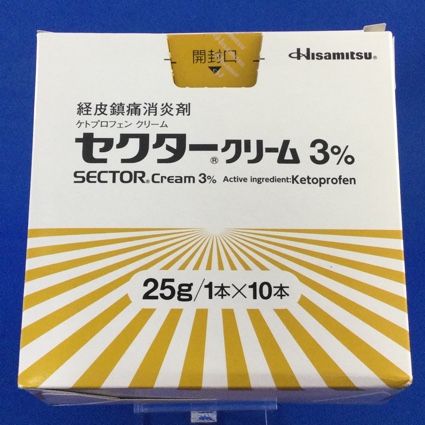 開封口
Hisamitsu®
経皮鎮痛消炎剤
ケトプロフェン クリーム
セクター®クリーム 3%
SECTOR® Cream 3% Active ingredient:Ketoprofen
25g/1本×10本